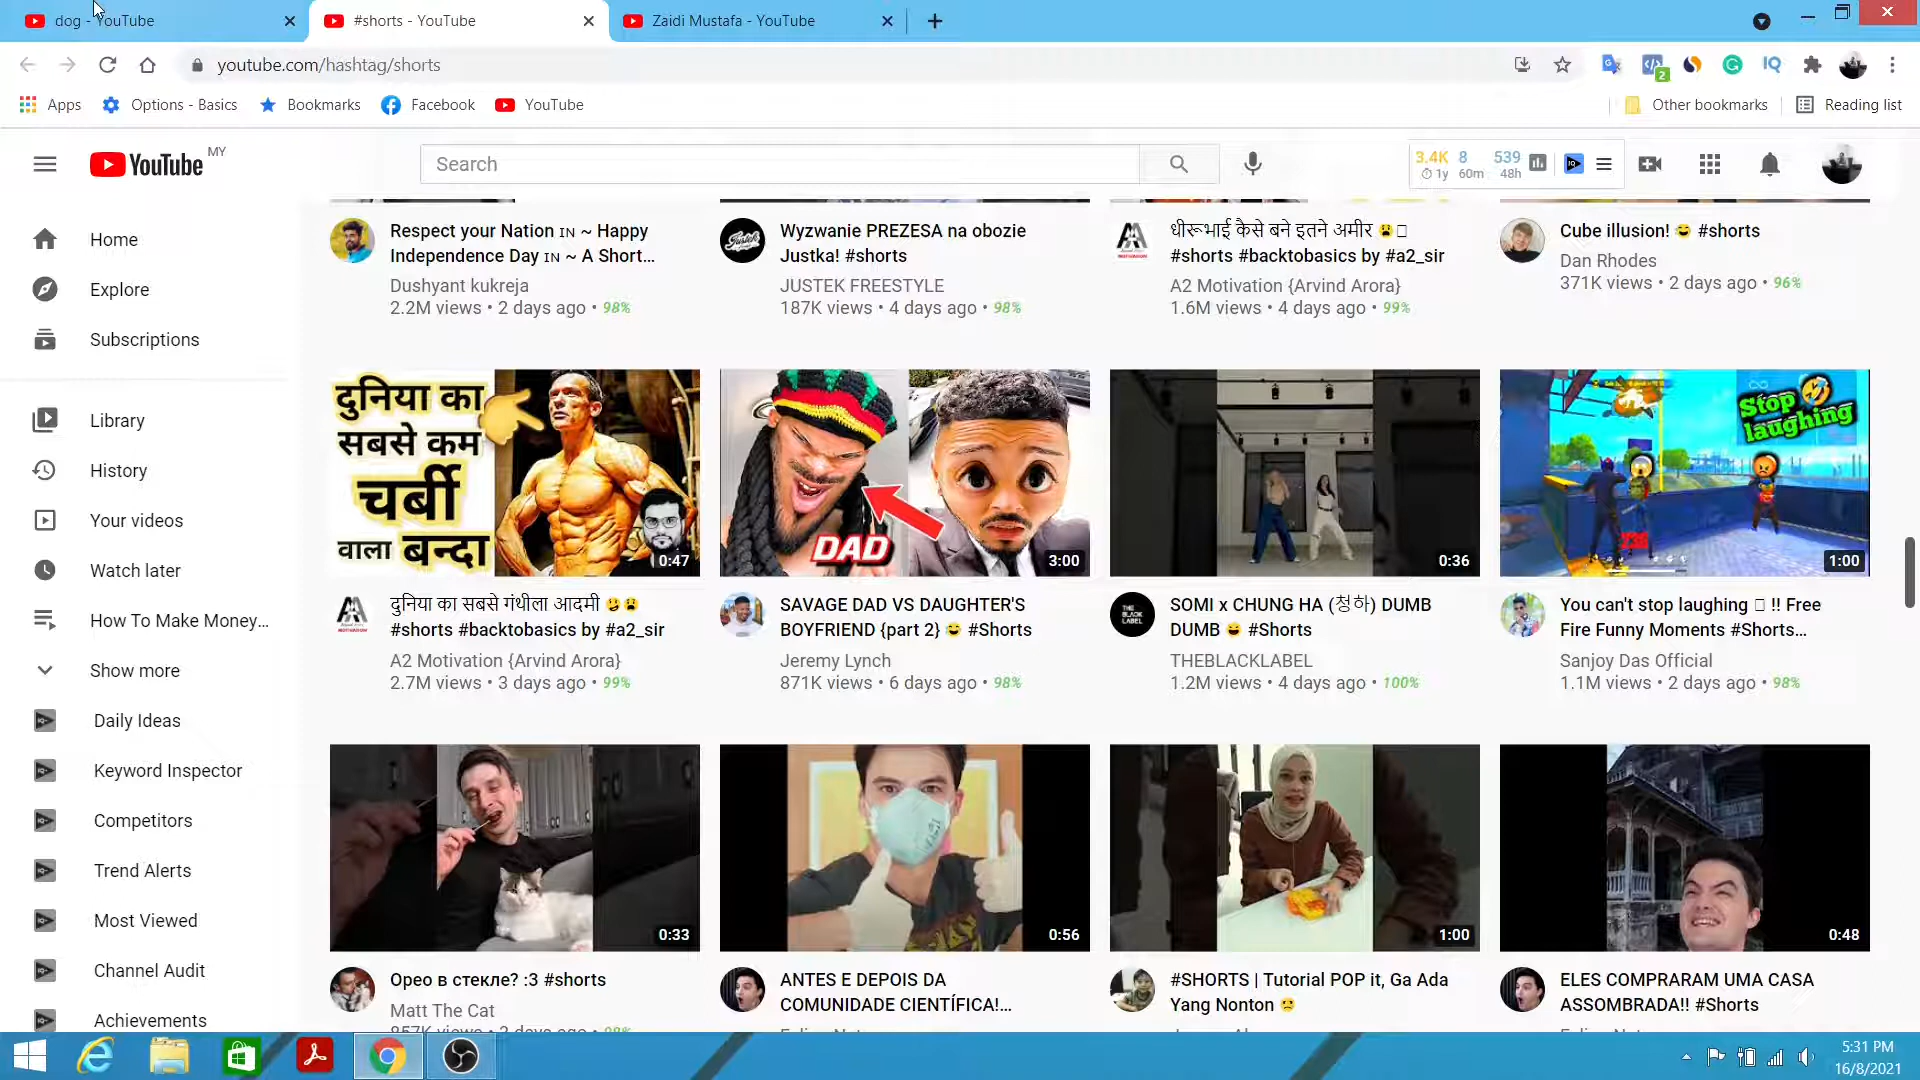 dog - YouTube
#shorts - YouTube
Zaidi Mustafa - YouTube
youtube.com/hashtag/shorts
2
IQ
Apps
Options - Basics
Bookmarks
Facebook
YouTube
Other bookmarks
Reading list
YouTube MY
Search
3.4K 8 539
1y 60m 48h
Home
Explore
Subscriptions
Library
History
Your videos
Watch later
How To Make Money...
Show more
Daily Ideas
Keyword Inspector
Competitors
Trend Alerts
Most Viewed
Channel Audit
Achievements
Respect your Nation IN ~ Happy
Independence Day IN ~ A Short...
Dushyant kukreja
2.2M views • 2 days ago • 98%
Wyzwanie PREZESA na obozie
Justka! #shorts
JUSTEK FREESTYLE
187K views • 4 days ago • 98%
धीरूभाई कैसे बने इतने अमीर 😫
#shorts #backtobasics by #a2_sir
A2 Motivation {Arvind Arora}
1.6M views • 4 days ago • 99%
Cube illusion! 😂 #shorts
Dan Rhodes
371K views • 2 days ago • 96%
दुनिया का
सबसे कम
चर्बी
वाला बन्दा
0:47
DAD
3:00
0:36
Stop
laughing
1:00
दुनिया का सबसे गंथीला आदमी 🤪😫
#shorts #backtobasics by #a2_sir
A2 Motivation {Arvind Arora}
2.7M views • 3 days ago • 99%
SAVAGE DAD VS DAUGHTER'S
BOYFRIEND {part 2} 😂 #Shorts
Jeremy Lynch
871K views • 6 days ago • 98%
THE BLACK LABEL
SOMI x CHUNG HA (청하) DUMB
DUMB 😆 #Shorts
THEBLACKLABEL
1.2M views • 4 days ago • 100%
You can't stop laughing !! Free
Fire Funny Moments #Shorts...
Sanjoy Das Official
1.1M views • 2 days ago • 98%
0:33
0:56
1:00
0:48
Орео в стекле? :3 #shorts
Matt The Cat
857K views • 2 days ago • 98%
ANTES E DEPOIS DA
COMUNIDADE CIENTÍFICA!...
#SHORTS | Tutorial POP it, Ga Ada
Yang Nonton
ELES COMPRARAM UMA CASA
ASSOMBRADA!! #Shorts
5:31 PM
16/8/2021